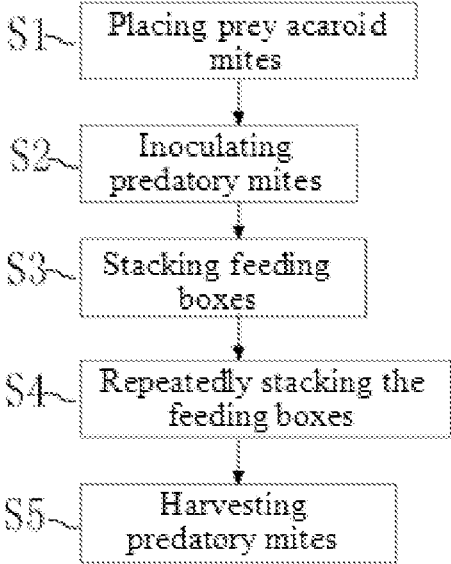 S1
Placing prey acaroid
mites
S2
Inoculating
predatory mites
S3
Stacking feeding
boxes
S4
Repeatedly stacking the
feeding boxes
S5
Harvesting
predatory mites